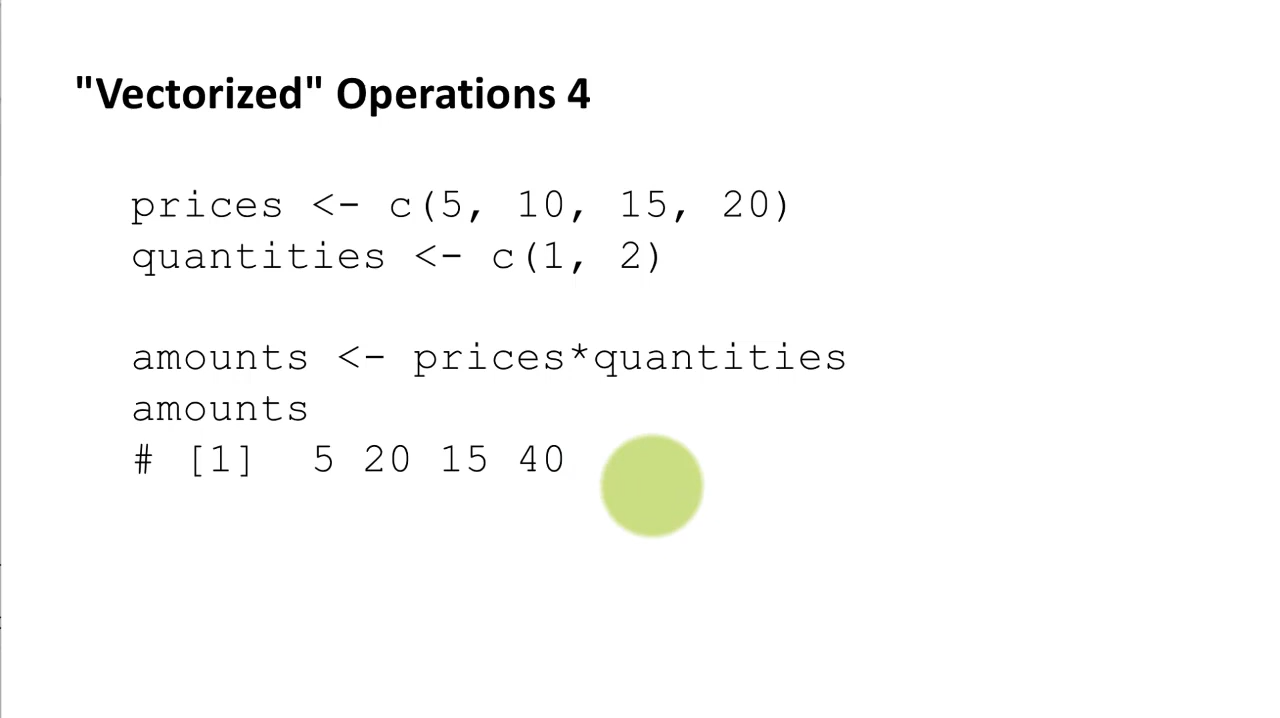 "Vectorized" Operations 4
prices <- c(5, 10, 15, 20)
quantities <- c(1, 2)
amounts <- prices*quantities
amounts
# [1]  5 20 15 40